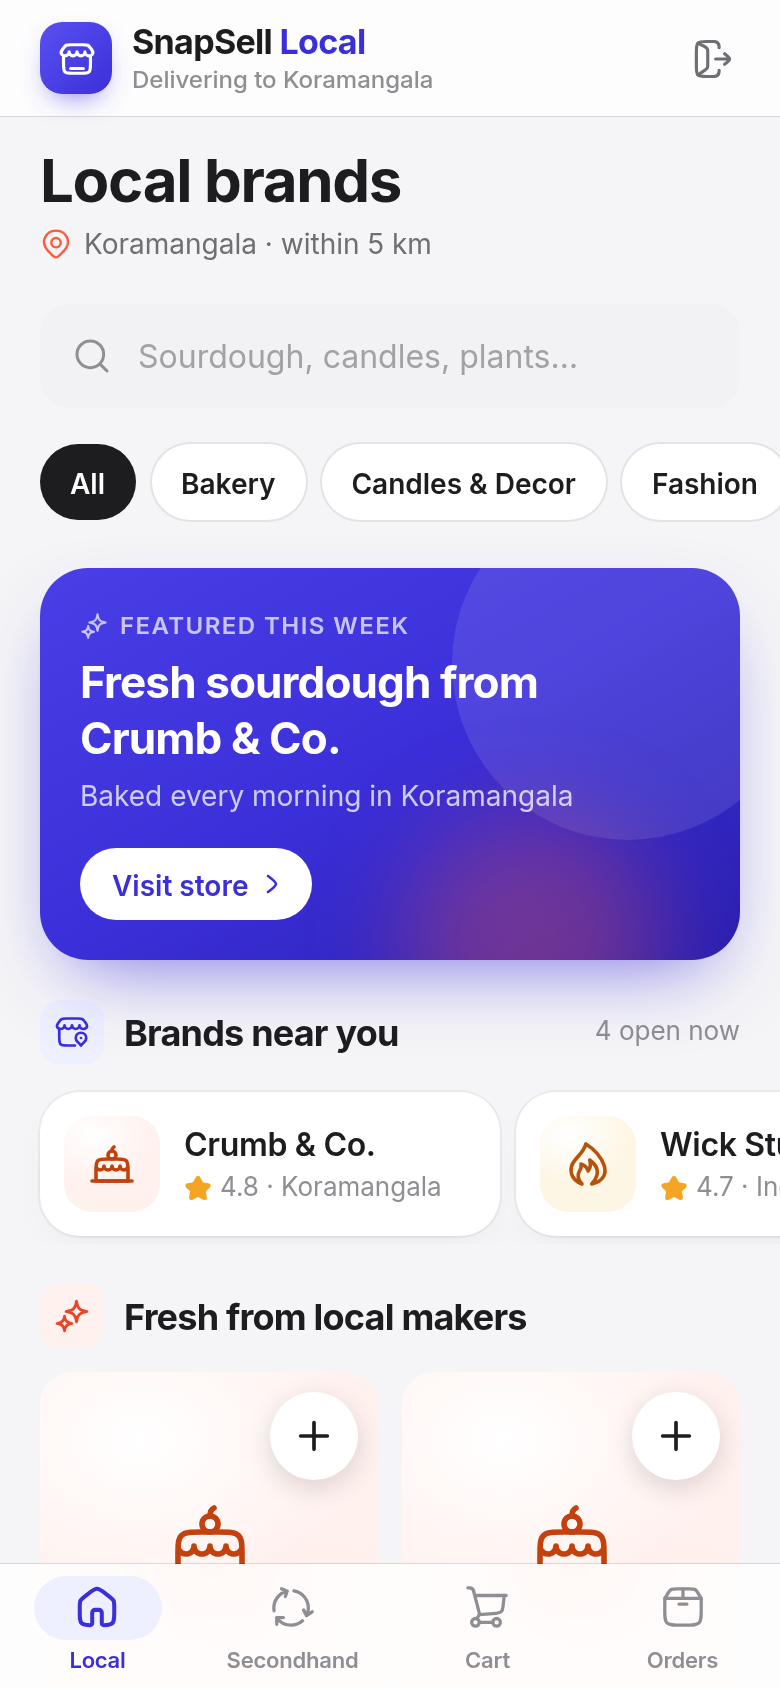 SnapSell Local
Delivering to Koramangala
Local brands
Koramangala · within 5 km
Sourdough, candles, plants...
All
Bakery
Candles & Decor
Fashion
FEATURED THIS WEEK
Fresh sourdough from
Crumb & Co.
Baked every morning in Koramangala
Visit store
Brands near you
4 open now
Crumb & Co.
4.8 · Koramangala
Wick
4.7 ·
Fresh from local makers
Local
Secondhand
Cart
Orders